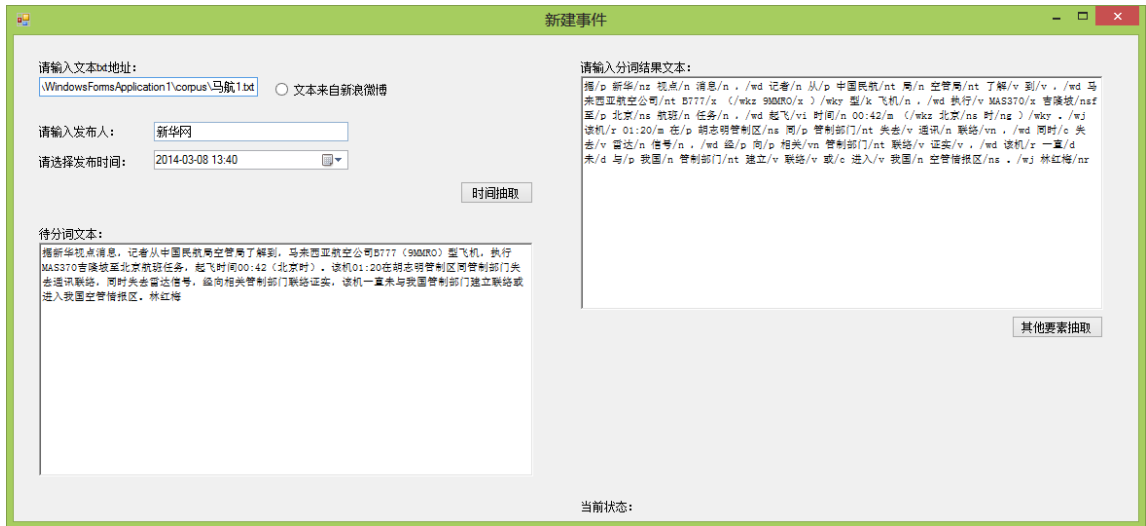 新建事件
请输入文本txt地址：
\WindowsFormsApplication1\corpus\马航1.txt
文本来自新浪微博
请输入发布人：
新华网
请选择发布时间：
2014-03-08 13:40
时间抽取
待分词文本：
据新华视点消息，记者从中国民航局空管局了解到，马来西亚航空公司B777（9MMRO）型飞机，执行
MAS370吉隆坡至北京航班任务，起飞时间00:42（北京时）．该机01:20在胡志明管制区同管制部门失
去通讯联络，同时失去雷达信号，经向相关管制部门联络证实，该机一直未与我国管制部门建立联络或
进入我国空管情报区．林红梅
请输入分词结果文本：
据/p 新华/nz 视点/n 消息/n ，/wd 记者/n 从/p 中国民航/nt 局/n 空管局/nt 了解/v 到/v ，/wd 马
来西亚航空公司/nt B777/x （/wkz 9MMRO/x ）/wky 型/k 飞机/n ，/wd 执行/v MAS370/x 吉隆坡/nsf
至/p 北京/ns 航班/n 任务/n ，/wd 起飞/vi 时间/n 00:42/m （/wkz 北京/ns 时/ng ）/wky ．/wj
该机/r 01:20/m 在/p 胡志明管制区/ns 同/p 管制部门/nt 失去/v 通讯/n 联络/vn ，/wd 同时/c 失
去/v 雷达/n 信号/n ，/wd 经/p 向/p 相关/vn 管制部门/nt 联络/v 证实/v ，/wd 该机/r 一直/d
未/d 与/p 我国/n 管制部门/nt 建立/v 联络/v 或/c 进入/v 我国/n 空管情报区/ns ．/wj 林红梅/nr
其他要素抽取
当前状态：